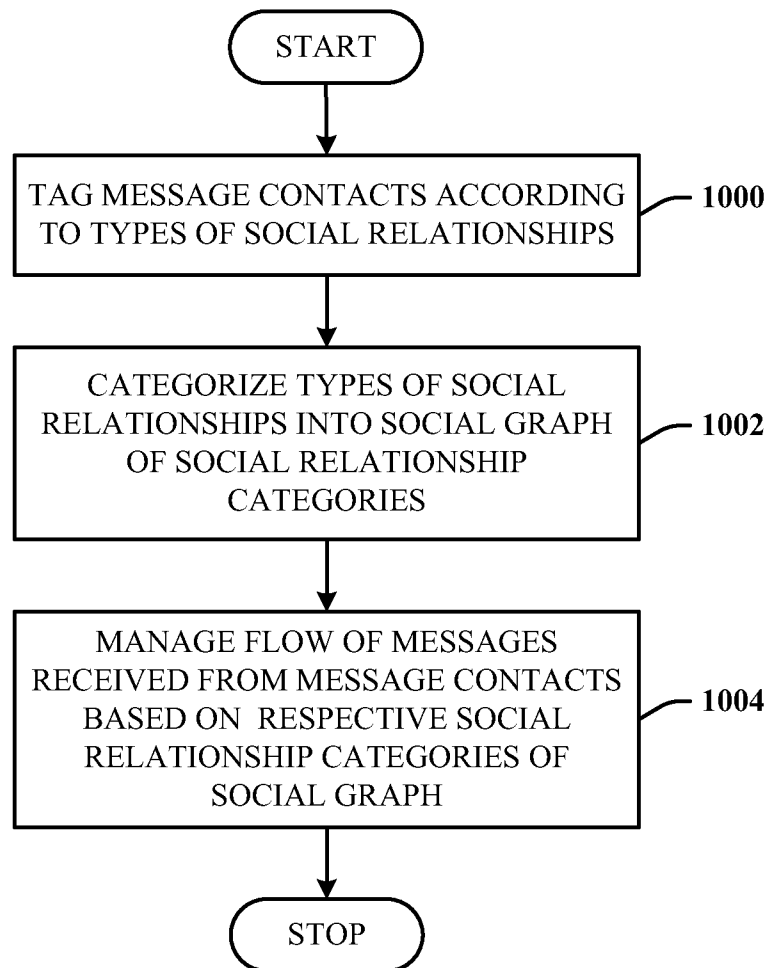 START
TAG MESSAGE CONTACTS ACCORDING
TO TYPES OF SOCIAL RELATIONSHIPS
1000
CATEGORIZE TYPES OF SOCIAL
RELATIONSHIPS INTO SOCIAL GRAPH
OF SOCIAL RELATIONSHIP
CATEGORIES
1002
MANAGE FLOW OF MESSAGES
RECEIVED FROM MESSAGE CONTACTS
BASED ON RESPECTIVE SOCIAL
RELATIONSHIP CATEGORIES OF
SOCIAL GRAPH
1004
STOP